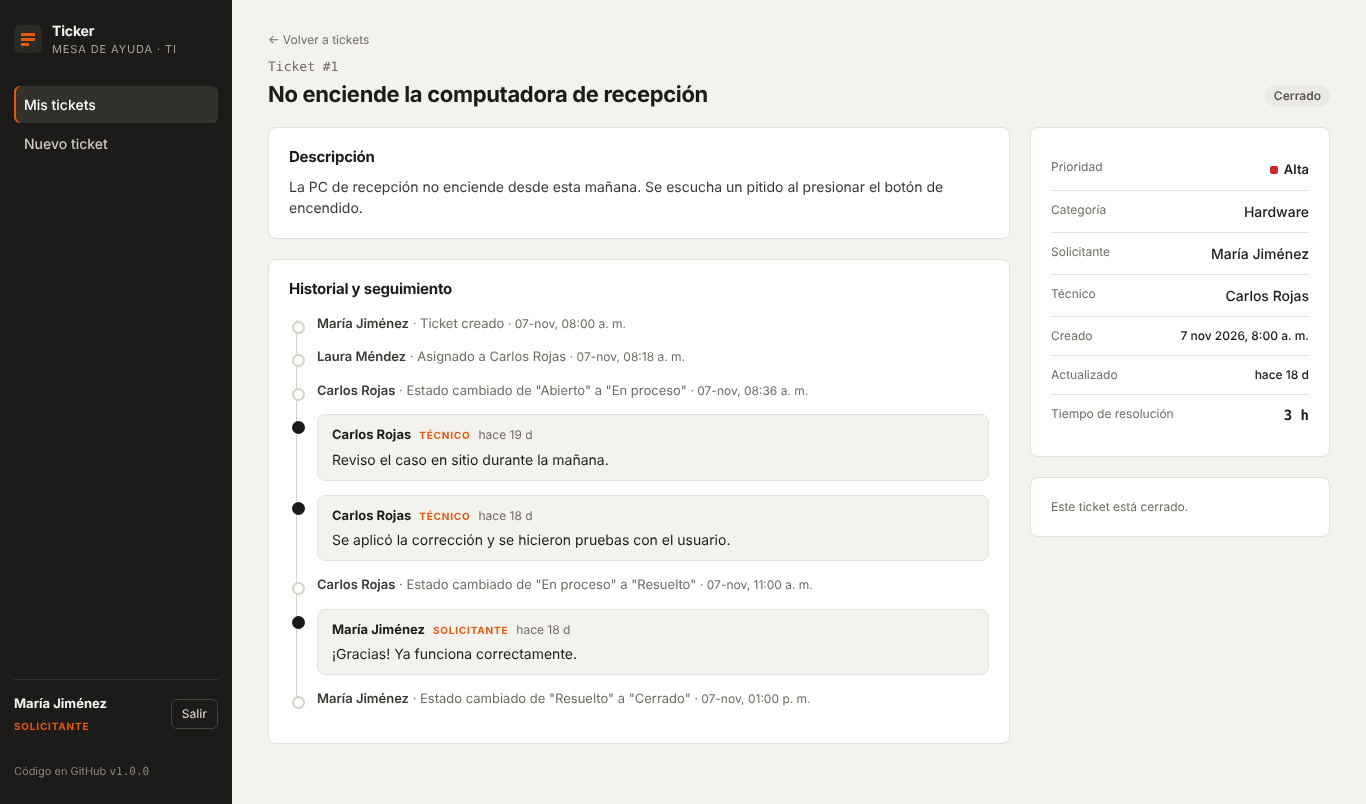 Ticker
MESA DE AYUDA · TI
Mis tickets
Nuevo ticket
María Jiménez
SOLICITANTE
Salir
Código en GitHub v1.0.0
← Volver a tickets
Ticket #1
No enciende la computadora de recepción
Cerrado
Descripción
La PC de recepción no enciende desde esta mañana. Se escucha un pitido al presionar el botón de
encendido.
Historial y seguimiento
María Jiménez · Ticket creado · 07-nov, 08:00 a. m.
Laura Méndez · Asignado a Carlos Rojas · 07-nov, 08:18 a. m.
Carlos Rojas · Estado cambiado de "Abierto" a "En proceso" · 07-nov, 08:36 a. m.
Carlos Rojas TÉCNICO hace 19 d
Reviso el caso en sitio durante la mañana.
Carlos Rojas TÉCNICO hace 18 d
Se aplicó la corrección y se hicieron pruebas con el usuario.
Carlos Rojas · Estado cambiado de "En proceso" a "Resuelto" · 07-nov, 11:00 a. m.
María Jiménez SOLICITANTE hace 18 d
¡Gracias! Ya funciona correctamente.
María Jiménez · Estado cambiado de "Resuelto" a "Cerrado" · 07-nov, 01:00 p. m.
Prioridad Alta
Categoría Hardware
Solicitante María Jiménez
Técnico Carlos Rojas
Creado 7 nov 2026, 8:00 a. m.
Actualizado hace 18 d
Tiempo de resolución 3 h
Este ticket está cerrado.